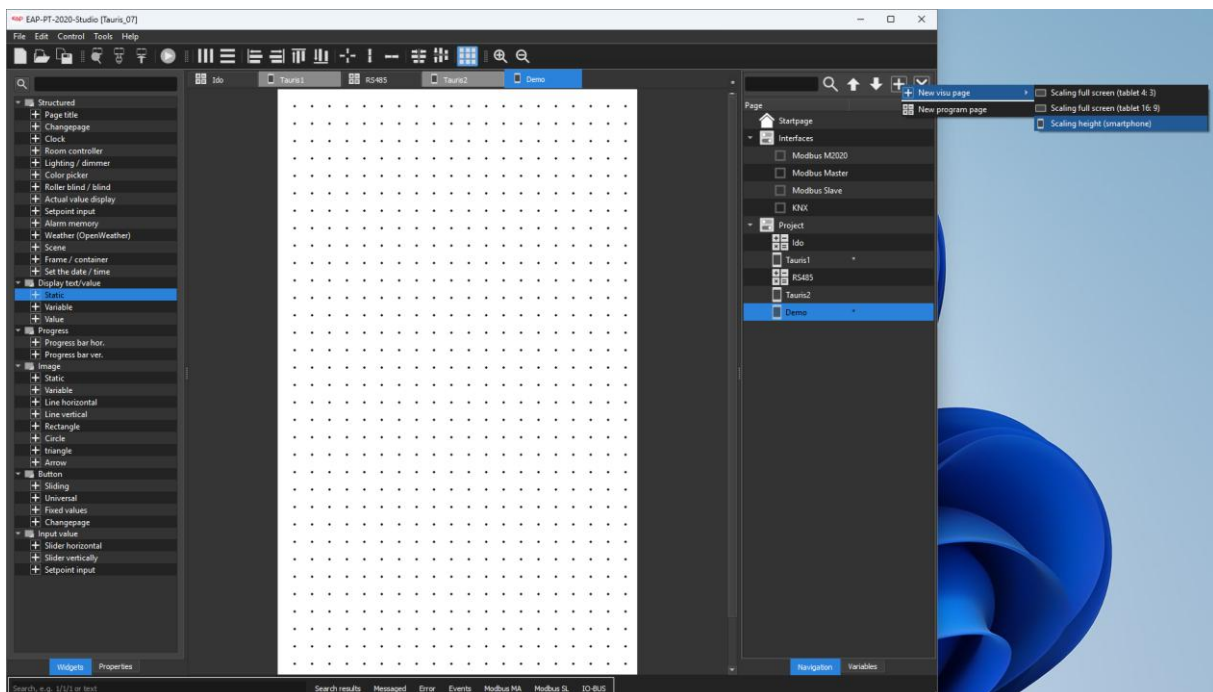 EAP EAP-PT-2020-Studio [Tauris_07]
File Edit Control Tools Help
Ido Tauris1 RS485 Tauris2 Demo
Structured
Page title
Changepage
Clock
Room controller
Lighting / dimmer
Color picker
Roller blind / blind
Actual value display
Setpoint input
Alarm memory
Weather (OpenWeather)
Scene
Frame / container
Set the date / time
Display text/value
Static
Variable
Value
Progress
Progress bar hor.
Progress bar ver.
Image
Static
Variable
Line horizontal
Line vertical
Rectangle
Circle
triangle
Arrow
Button
Sliding
Universal
Fixed values
Changepage
Input value
Slider horizontal
Slider vertically
Setpoint input
Widgets Properties
New visu page
New program page
Scaling full screen (tablet 4: 3)
Scaling full screen (tablet 16: 9)
Scaling height (smartphone)
Page
Startpage
Interfaces
Modbus M2020
Modbus Master
Modbus Slave
KNX
Project
Ido
Tauris1 *
RS485
Tauris2
Demo *
Navigation Variables
Search, e.g. 1/1/1 or text
Search results Messaged Error Events Modbus MA Modbus SL IO-BUS